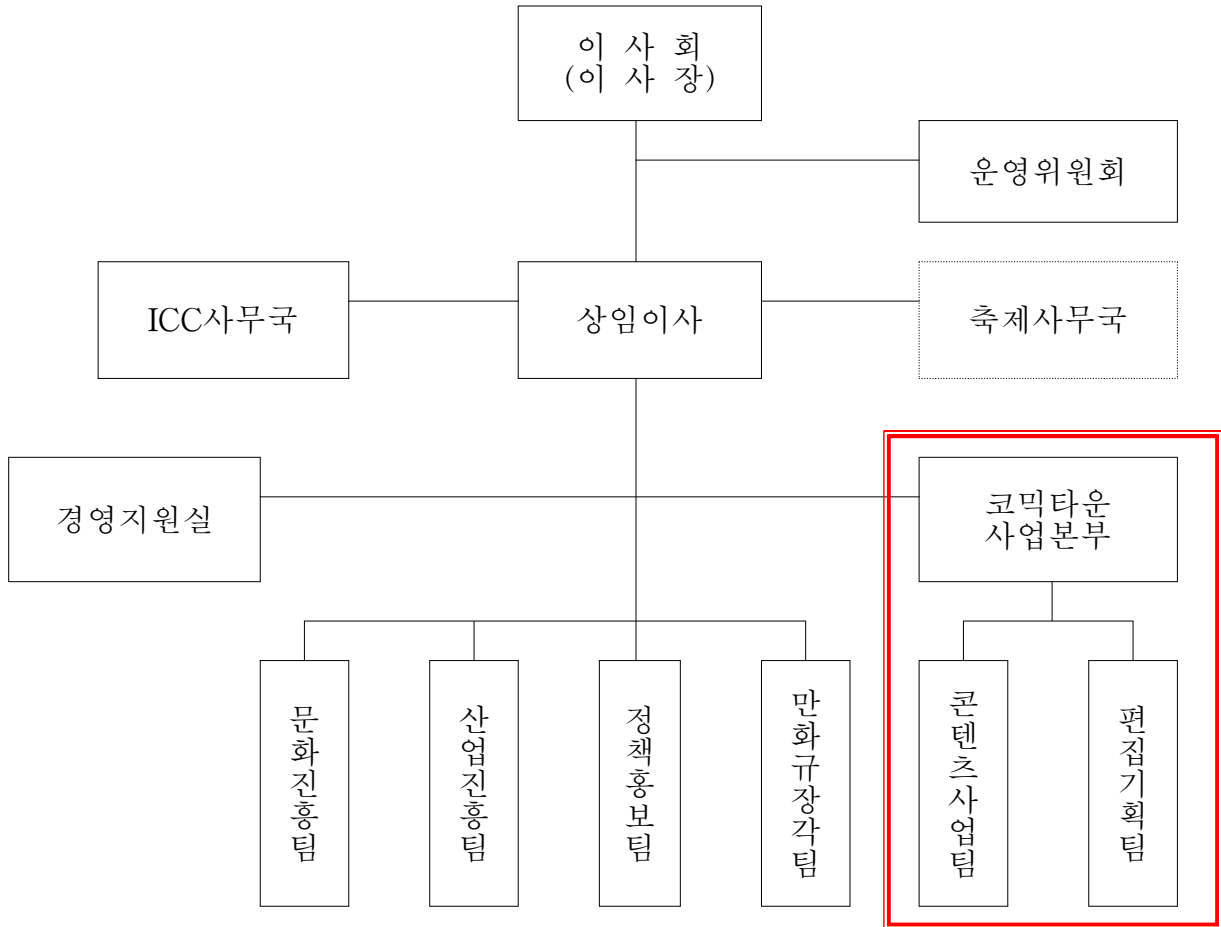 이 사 회
(이 사 장)
운영위원회
ICC사무국
상임이사
축제사무국
경영지원실
코믹타운
사업본부
문화진흥팀
산업진흥팀
정책홍보팀
만화규장각팀
콘텐츠사업팀
편집기획팀